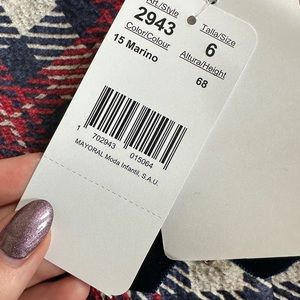 Art./Style Talla/Size
2943 6
Color/Colour Altura/Height
15 Marino 68
1 702943 015064
MAYORAL Moda Infantil, S.A.U.